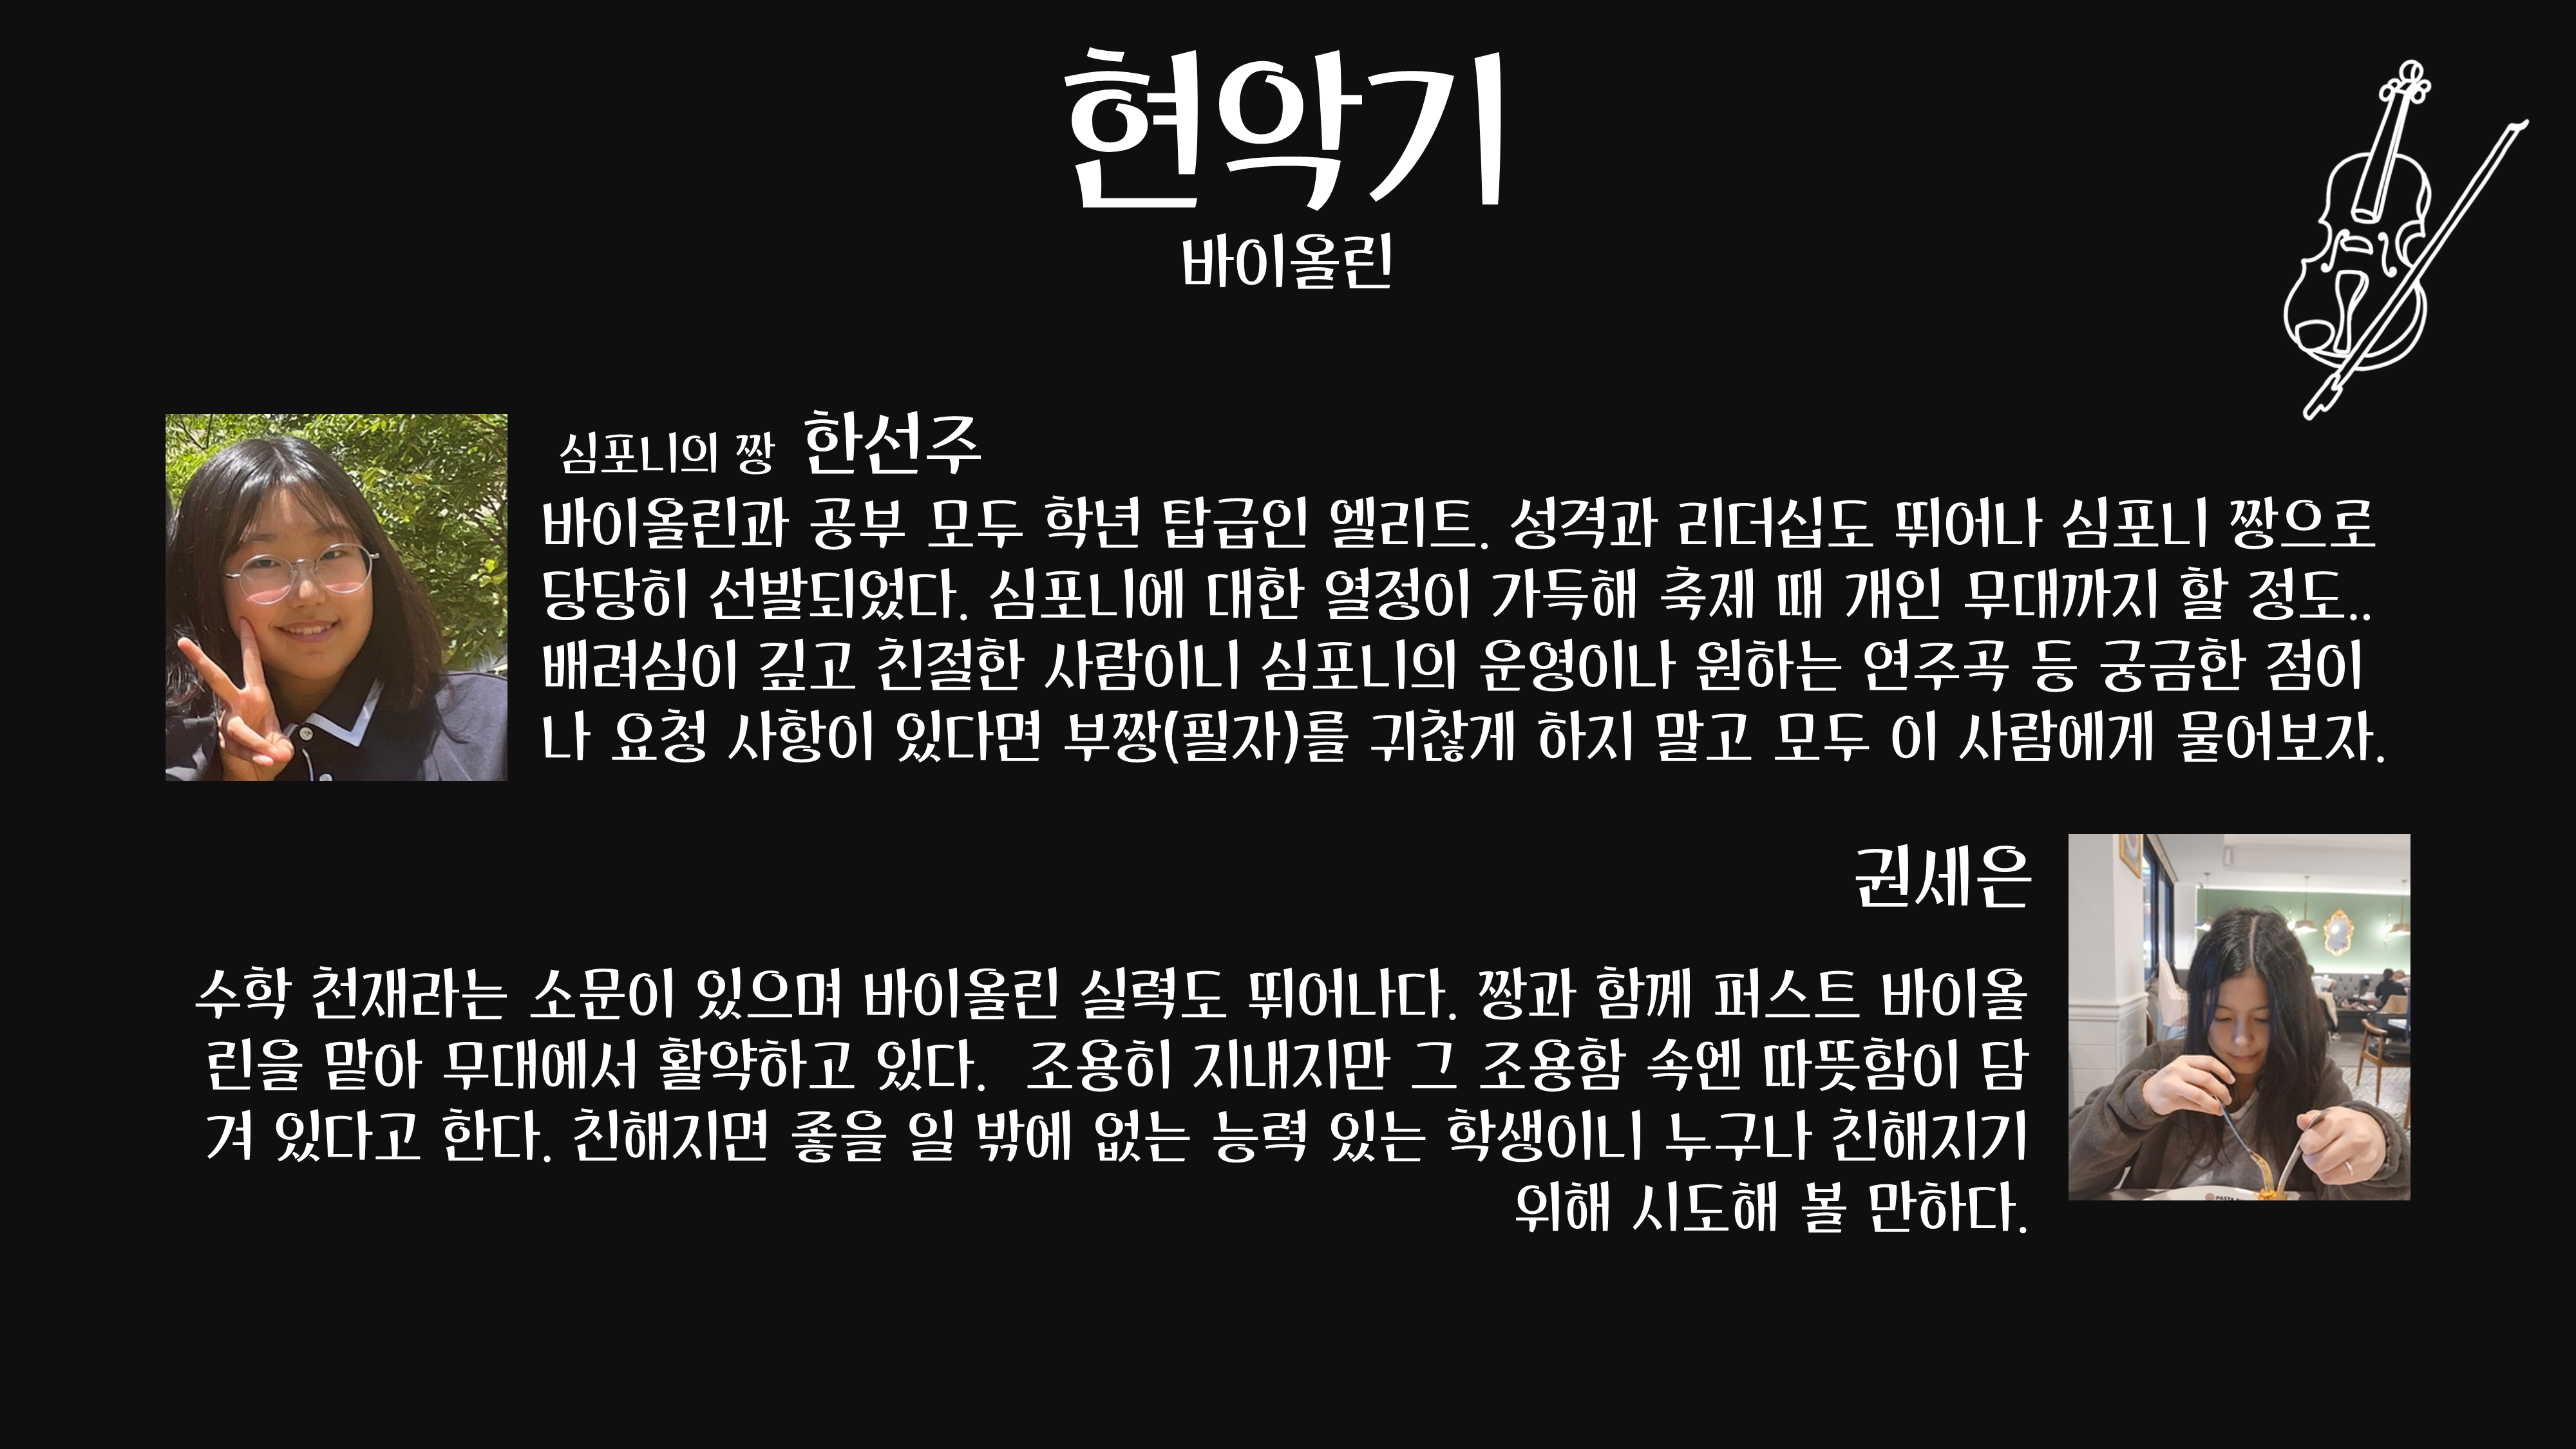 현악기
바이올린
심포니의 짱 한선주
바이올린과 공부 모두 학년 탑급인 엘리트. 성격과 리더십도 뛰어나 심포니 짱으로
당당히 선발되었다. 심포니에 대한 열정이 가득해 축제 때 개인 무대까지 할 정도..
배려심이 깊고 친절한 사람이니 심포니의 운영이나 원하는 연주곡 등 궁금한 점이
나 요청 사항이 있다면 부짱(필자)를 귀찮게 하지 말고 모두 이 사람에게 물어보자.
권세은
수학 천재라는 소문이 있으며 바이올린 실력도 뛰어나다. 짱과 함께 퍼스트 바이올
린을 맡아 무대에서 활약하고 있다.  조용히 지내지만 그 조용함 속엔 따뜻함이 담
겨 있다고 한다. 친해지면 좋을 일 밖에 없는 능력 있는 학생이니 누구나 친해지기
위해 시도해 볼 만하다.